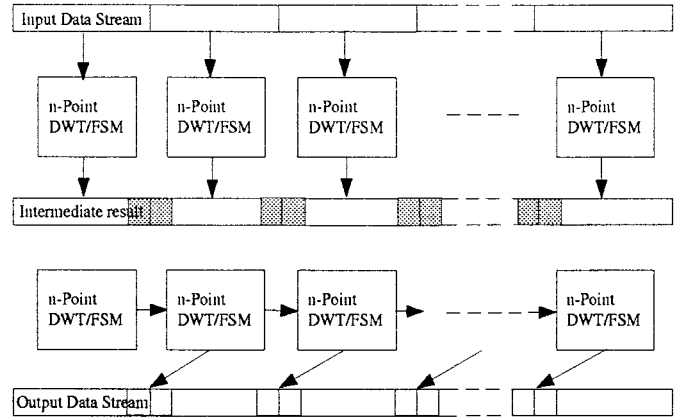 Input Data Stream
n-Point
DWT/FSM
n-Point
DWT/FSM
n-Point
DWT/FSM
n-Point
DWT/FSM
Intermediate result
n-Point
DWT/FSM
n-Point
DWT/FSM
n-Point
DWT/FSM
n-Point
DWT/FSM
Output Data Stream